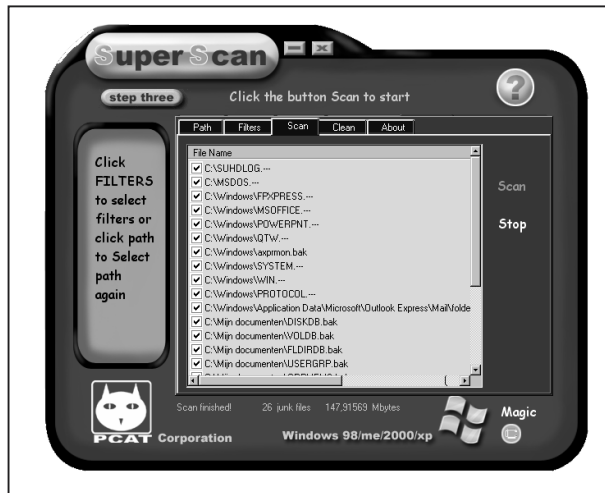 Super Scan
step three
Click the button Scan to start
Path Filters Scan Clean About
Click
FILTERS
to select
filters or
click path
to Select
path
again
File Name
C:\SUHDLOG.---
C:\MSDOS.---
C:\Windows\FPXPRESS.---
C:\Windows\MSOFFICE.---
C:\Windows\POWERPNT.---
C:\Windows\QTW.---
C:\Windows\axprmon.bak
C:\Windows\SYSTEM.---
C:\Windows\WIN.---
C:\Windows\PROTOCOL.---
C:\Windows\Application Data\Microsoft\Outlook Express\Mail\folde
C:\Mijn documenten\DISKDB.bak
C:\Mijn documenten\VOLDB.bak
C:\Mijn documenten\FLDIRDB.bak
C:\Mijn documenten\USERGRP.bak
Scan
Stop
Scan finished! 26 junk files 147,91569 Mbytes
PCAT Corporation
Windows 98/me/2000/xp
Magic